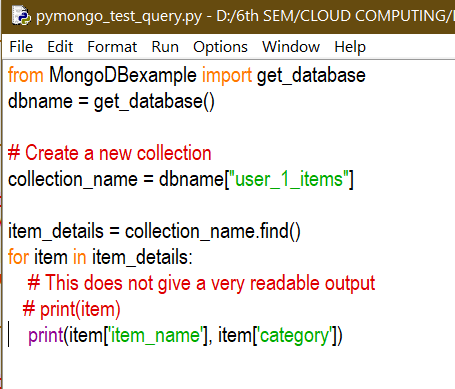 pymongo_test_query.py - D:/6th SEM/CLOUD COMPUTING/
File Edit Format Run Options Window Help
from MongoDBexample import get_database
dbname = get_database()
# Create a new collection
collection_name = dbname["user_1_items"]
item_details = collection_name.find()
for item in item_details:
# This does not give a very readable output
# print(item)
print(item['item_name'], item['category'])